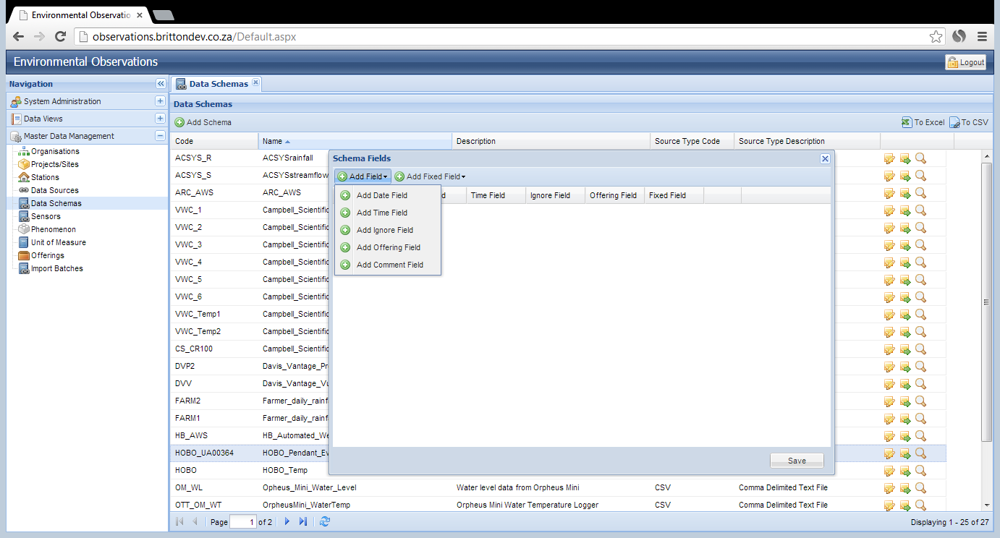 Environmental Observatio
observations.brittondev.co.za/Default.aspx
Environmental Observations
Logout
Navigation
System Administration
Data Views
Master Data Management
Organisations
Projects/Sites
Stations
Data Sources
Data Schemas
Sensors
Phenomenon
Unit of Measure
Offerings
Import Batches
Data Schemas
Data Schemas
Add Schema
To Excel To CSV
Code Name Description Source Type Code Source Type Description
ACSYS_R ACSYSrainfall
ACSYS_S ACSYSstreamflow
ARC_AWS ARC_AWS
VWC_1 Campbell_Scientific
VWC_2 Campbell_Scientific
VWC_3 Campbell_Scientific
VWC_4 Campbell_Scientific
VWC_5 Campbell_Scientific
VWC_6 Campbell_Scientific
VWC_Temp1 Campbell_Scientific
VWC_Temp2 Campbell_Scientific
CS_CR100 Campbell_Scientific
DVP2 Davis_Vantage_Pr
DVV Davis_Vantage_Vu
FARM2 Farmer_daily_rainf
FARM1 Farmer_daily_rainf
HB_AWS HB_Automated_We
HOBO_UA00364 HOBO_Pendant_Ev
HOBO HOBO_Temp
OM_WL Opheus_Mini_Water_Level Water level data from Orpheus Mini CSV Comma Delimited Text File
OTT_OM_WT OrpheusMini_WaterTemp Orpheus Mini Water Temperature Logger CSV Comma Delimited Text File
Schema Fields
Add Field Add Fixed Field
d Time Field Ignore Field Offering Field Fixed Field
Add Date Field
Add Time Field
Add Ignore Field
Add Offering Field
Add Comment Field
Save
Page 1 of 2
Displaying 1 - 25 of 27